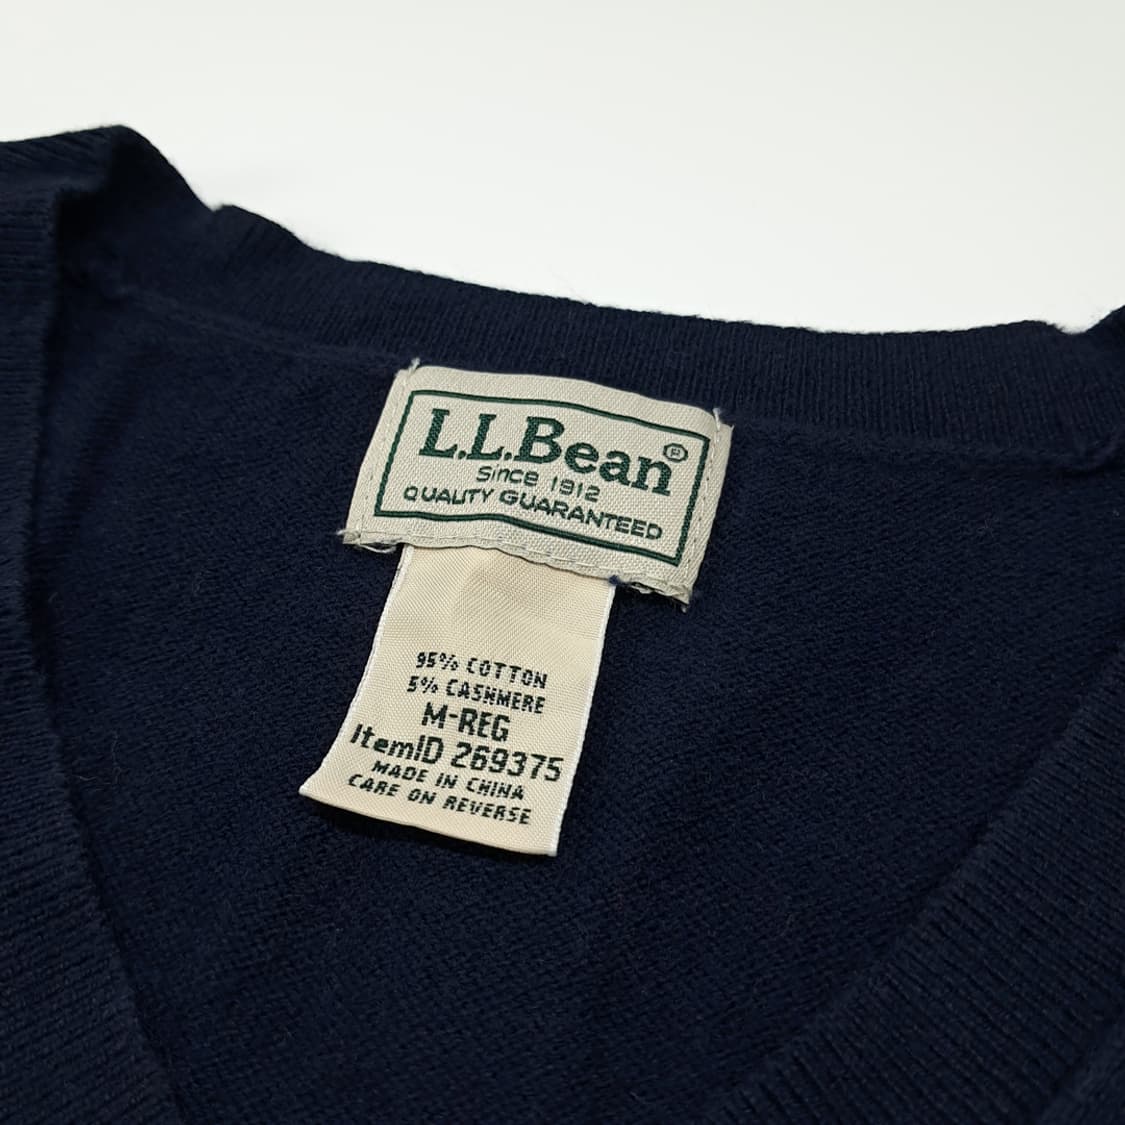 L.L.Bean®
Since 1912
QUALITY GUARANTEED
95% COTTON
5% CASHMERE
M-REG
ItemID 269375
MADE IN CHINA
CARE ON REVERSE